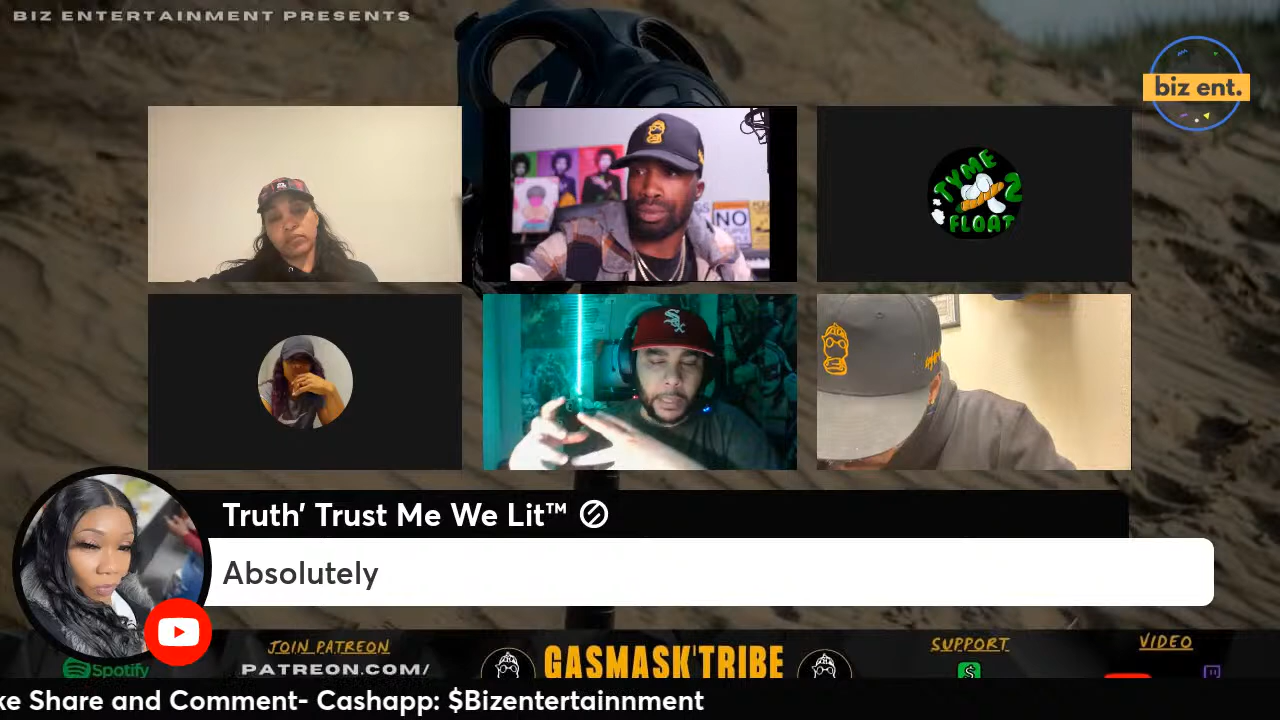 BIZ ENTERTAINMENT PRESENTS
biz ent.
NO
TYME
2
FLOAT
Sox
Truth' Trust Me We Lit™
Absolutely
JOIN PATREON
Spotify
PATREON.COM/
GASMASK'TRIBE
SUPPORT
VIDEO
ke Share and Comment- Cashapp: $Bizentertainnment